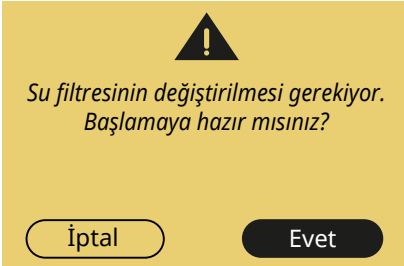 Su filtresinin değiştirilmesi gerekiyor.
Başlamaya hazır mısınız?
İptal
Evet